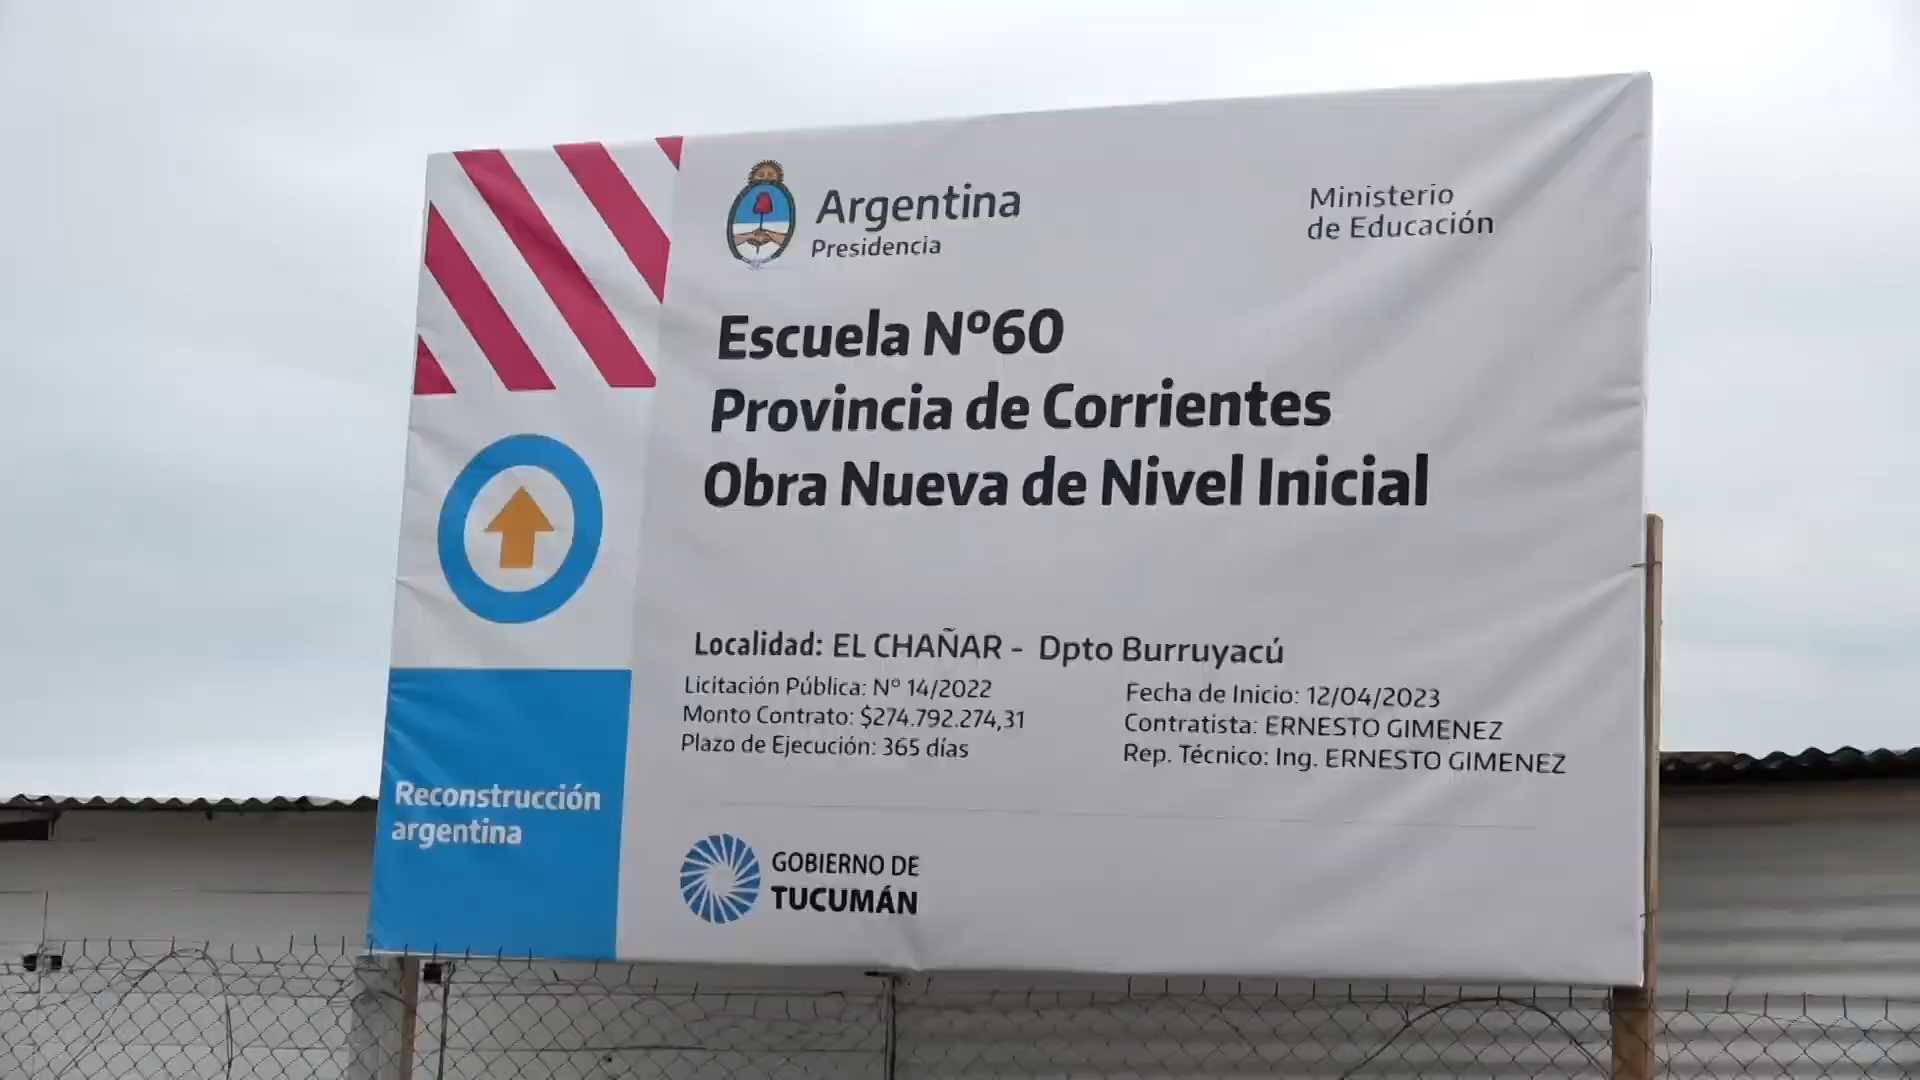 Argentina
Presidencia
Ministerio
de Educación
Escuela Nº60
Provincia de Corrientes
Obra Nueva de Nivel Inicial
Localidad: EL CHAÑAR - Dpto Burruyacú
Licitación Pública: Nº 14/2022
Monto Contrato: $274.792.274,31
Plazo de Ejecución: 365 días
Fecha de Inicio: 12/04/2023
Contratista: ERNESTO GIMENEZ
Rep. Técnico: Ing. ERNESTO GIMENEZ
Reconstrucción
argentina
GOBIERNO DE
TUCUMÁN